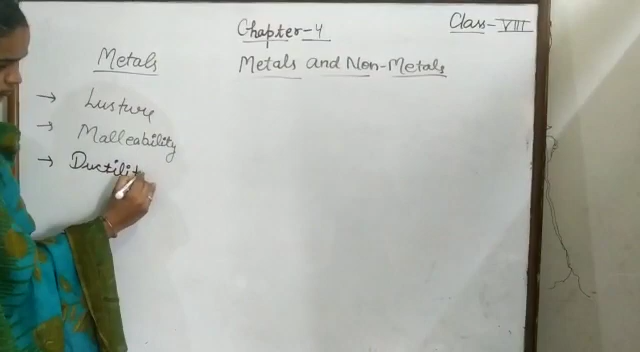 Chapter-4
Class-VIII
Metals and Non-Metals
Metals
→ Lusture
→ Malleability
→ Ductilit